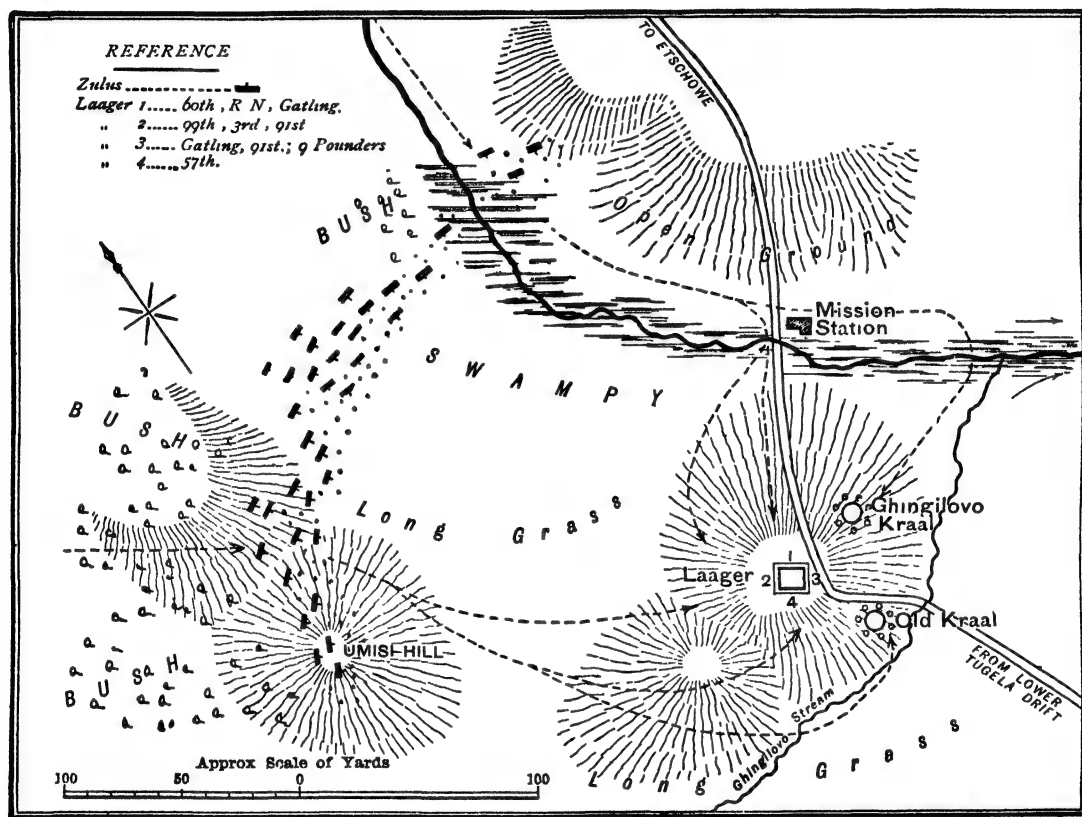 REFERENCE
Zulus
Laager 1..... 60th, R N, Gatling.
„ 2...... 99th, 3rd, 91st
„ 3..... Gatling, 91st.; 9 Pounders
„ 4...... 57th.
TO ETSCHOWE
BUSH
Open Ground
Mission
Station
SWAMPY
BUSH
Long Grass
Ghingilovo
Kraal
Laager
1
2
3
4
Old Kraal
UMISI HILL
BUSH
FROM LOWER
TUGELA DRIFT
Ghingilovo Stream
Long Grass
Approx Scale of Yards
100 50 0 100